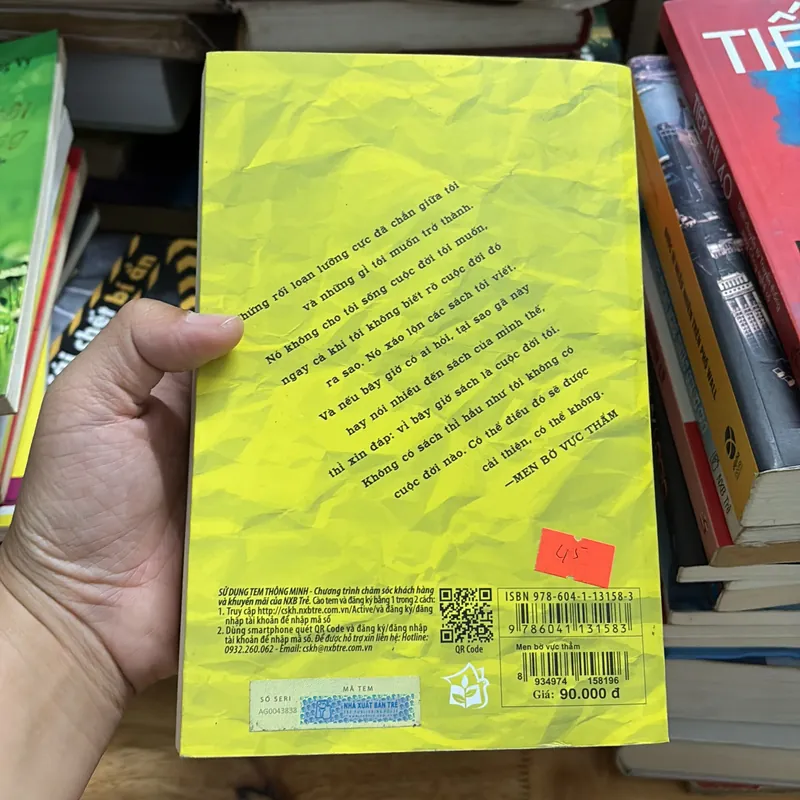 hứng rối loạn lưỡng cực đã chắn giữa tôi
và những gì tôi muốn trở thành.
Nó không cho tôi sống cuộc đời tôi muốn,
ngay cả khi tôi không biết rõ cuộc đời đó
ra sao. Nó xáo lộn các sách tôi viết.
Và nếu bây giờ có ai hỏi, tại sao gã này
hay nói nhiều đến sách của mình thế,
thì xin đáp: vì bây giờ sách là cuộc đời tôi.
Không có sách thì hầu như tôi không có
cuộc đời nào. Có thể điều đó sẽ được
cải thiện, có thể không.
—MEN BỜ VỰC THẲM
45
SỬ DỤNG TEM THÔNG MINH - Chương trình chăm sóc khách hàng
và khuyến mãi của NXB Trẻ. Cào tem và đăng ký bằng 1 trong 2 cách:
1. Truy cập http://cskh.nxbtre.com.vn/Active/và đăng ký/đăng
nhập tài khoản để nhập mã số
2. Dùng smartphone quét QR Code và đăng ký/đăng nhập
tài khoản để nhập mã số. Để được hỗ trợ xin liên hệ: Hotline:
0932.260.062 - Email: cskh@nxbtre.com.vn
QR Code
ISBN 978-604-1-13158-3
9 786041 131583
Men bờ vực thẳm
8 934974 158196
Giá: 90.000 đ
SỐ SERI
MÃ TEM
AG0043838
NHÀ XUẤT BẢN TRẺ
TIẾ
TIẾP THỊ 4.0
bí ẩn
NXB TRẺ